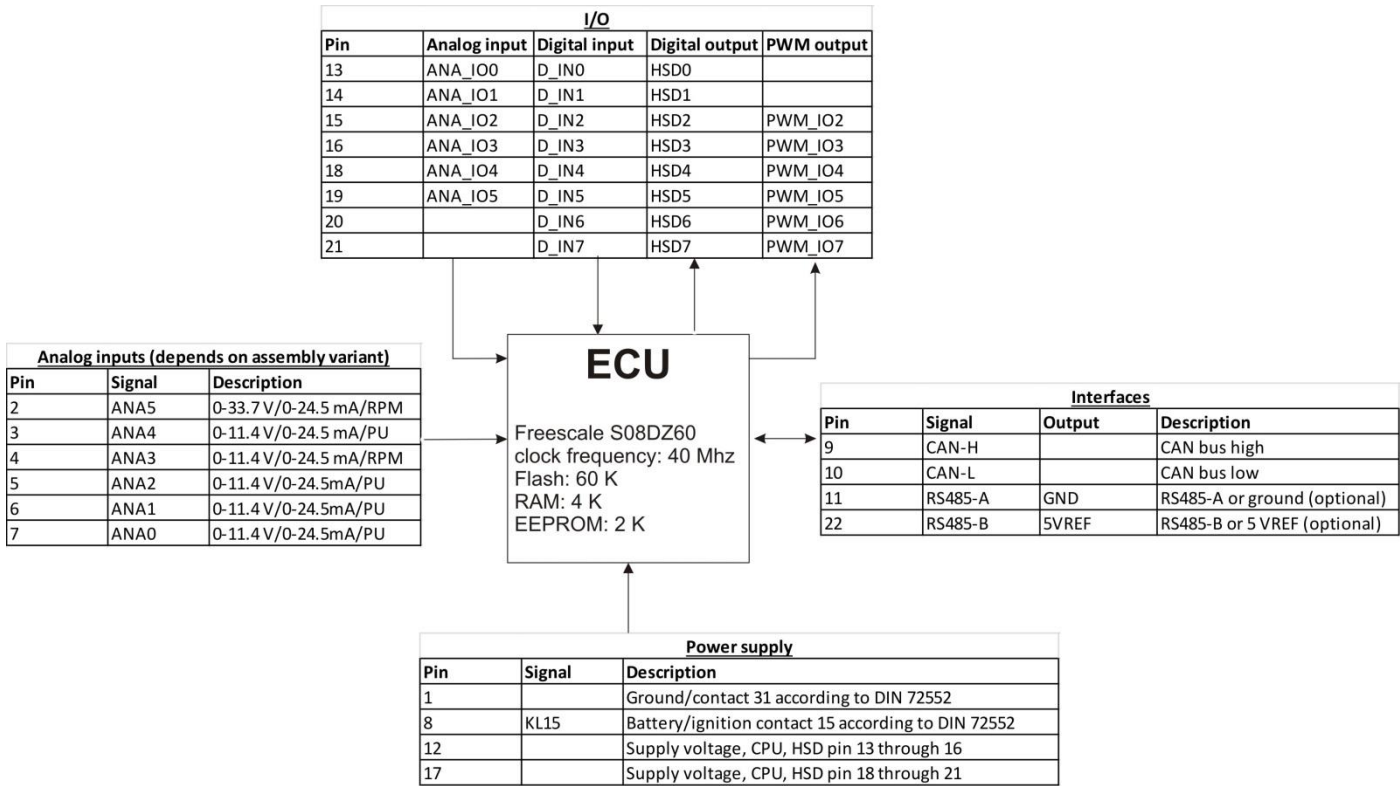 I/O
Pin Analog input Digital input Digital output PWM output
13 ANA_IO0 D_IN0 HSD0
14 ANA_IO1 D_IN1 HSD1
15 ANA_IO2 D_IN2 HSD2 PWM_IO2
16 ANA_IO3 D_IN3 HSD3 PWM_IO3
18 ANA_IO4 D_IN4 HSD4 PWM_IO4
19 ANA_IO5 D_IN5 HSD5 PWM_IO5
20 D_IN6 HSD6 PWM_IO6
21 D_IN7 HSD7 PWM_IO7
Analog inputs (depends on assembly variant)
Pin Signal Description
2 ANA5 0-33.7 V/0-24.5 mA/RPM
3 ANA4 0-11.4 V/0-24.5 mA/PU
4 ANA3 0-11.4 V/0-24.5 mA/RPM
5 ANA2 0-11.4 V/0-24.5mA/PU
6 ANA1 0-11.4 V/0-24.5mA/PU
7 ANA0 0-11.4 V/0-24.5mA/PU
ECU
Freescale S08DZ60
clock frequency: 40 Mhz
Flash: 60 K
RAM: 4 K
EEPROM: 2 K
Interfaces
Pin Signal Output Description
9 CAN-H CAN bus high
10 CAN-L CAN bus low
11 RS485-A GND RS485-A or ground (optional)
22 RS485-B 5VREF RS485-B or 5 VREF (optional)
Power supply
Pin Signal Description
1 Ground/contact 31 according to DIN 72552
8 KL15 Battery/ignition contact 15 according to DIN 72552
12 Supply voltage, CPU, HSD pin 13 through 16
17 Supply voltage, CPU, HSD pin 18 through 21